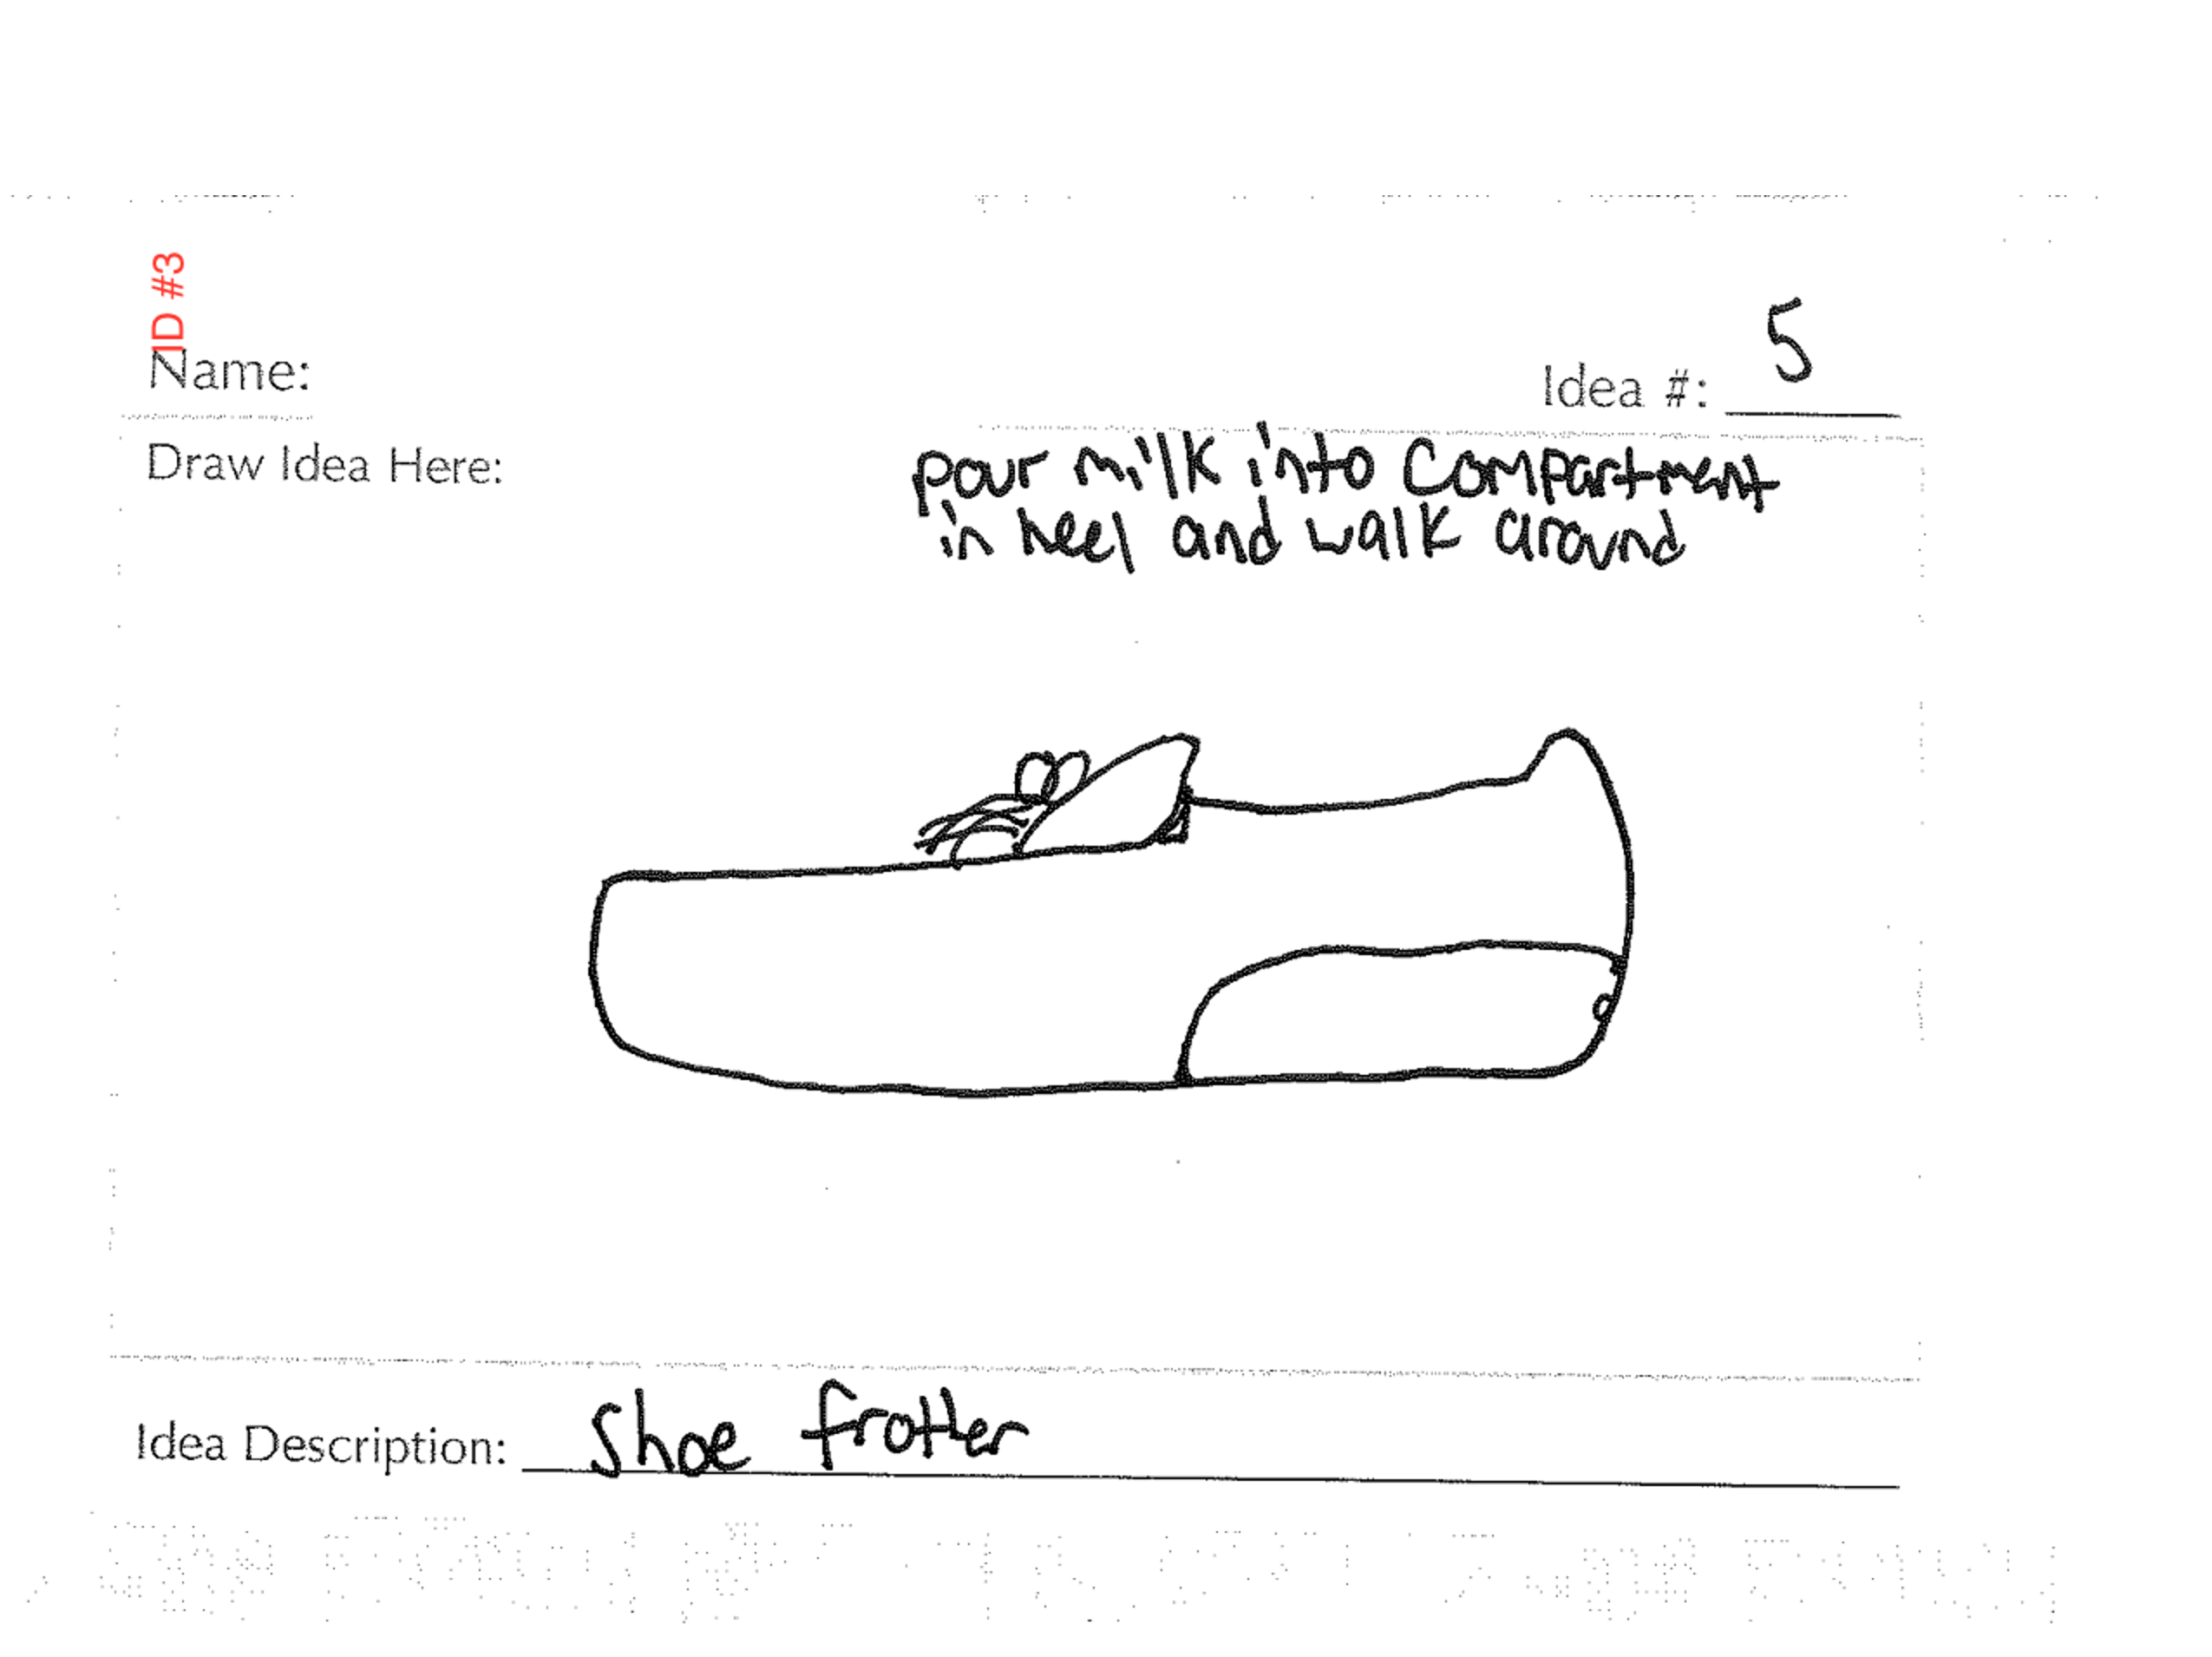 ID #3
Name:
Idea #: 5
Draw Idea Here:
pour milk into compartment
in heel and walk around
Idea Description: Shoe frotter